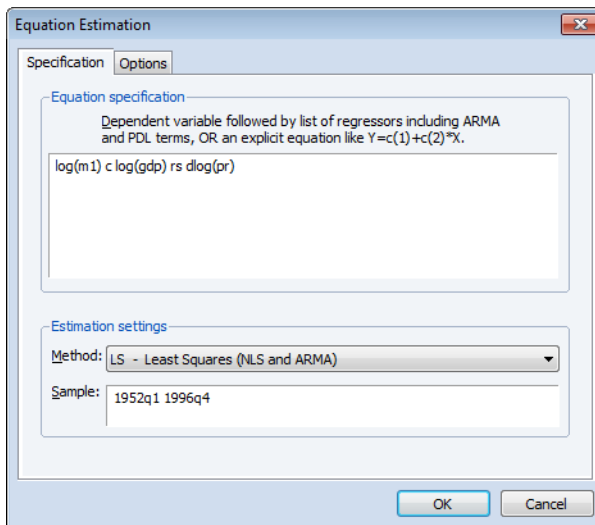 Equation Estimation
Specification Options
Equation specification
Dependent variable followed by list of regressors including ARMA
and PDL terms, OR an explicit equation like Y=c(1)+c(2)*X.
log(m1) c log(gdp) rs dlog(pr)
Estimation settings
Method: LS - Least Squares (NLS and ARMA)
Sample: 1952q1 1996q4
OK Cancel